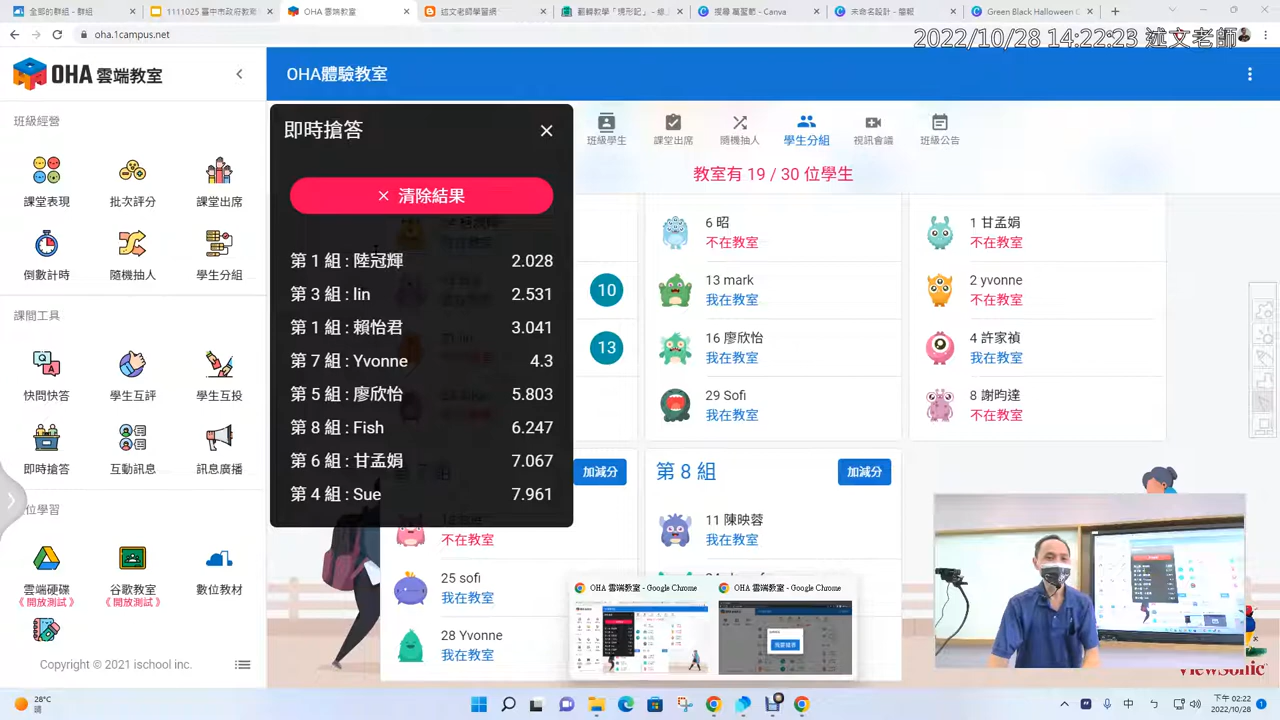 全部的群組 - 群組
1111025 臺中市政府教育
OHA 雲端教室
述文老師學習網
翻轉教學「現形記」- 總
搜尋 萬聖節 - Canva
未命名設計 - 簡報
Green Black Halloween C
oha.1campus.net
2022/10/28 14:22:23 述文老師
OHA 雲端教室
OHA體驗教室
班級經營
課堂表現
批次評分
課堂出席
倒數計時
隨機抽人
學生分組
課間工具
快問快答
學生互評
學生互投
即時搶答
互動訊息
訊息廣播
位學習
雲端硬碟
《開放測試》
谷歌教室
《開放測試》
數位教材
Copyright © 2021 ischool inc.
即時搶答
清除結果
第 1 組 : 陸冠輝 2.028
第 3 組 : lin 2.531
第 1 組 : 賴怡君 3.041
第 7 組 : Yvonne 4.3
第 5 組 : 廖欣怡 5.803
第 8 組 : Fish 6.247
第 6 組 : 甘孟娟 7.067
第 4 組 : Sue 7.961
班級學生
課堂出席
隨機抽人
學生分組
視訊會議
班級公告
教室有 19 / 30 位學生
10
13
6 昭
不在教室
13 mark
我在教室
16 廖欣怡
我在教室
29 Sofi
我在教室
1 甘孟娟
不在教室
2 yvonne
不在教室
4 許家禎
我在教室
8 謝昀達
不在教室
第 7 組
加減分
不在教室
25 sofi
我在教室
28 Yvonne
我在教室
第 8 組
加減分
11 陳映蓉
我在教室
OHA 雲端教室 - Google Chrome
OHA 雲端教室 - Google Chrome
我要搶答
ViewSonic
28°C
晴
中
下午 02:22
2022/10/28